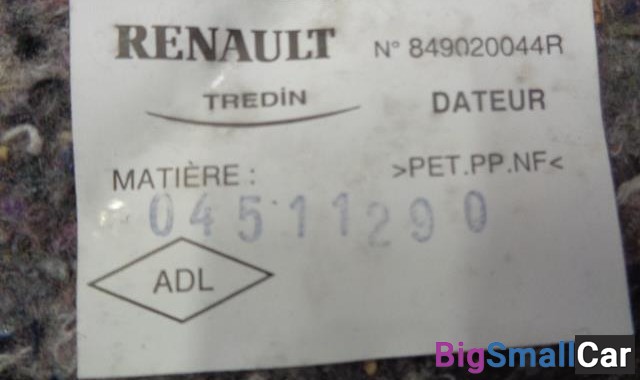 RENAULT N° 849020044R
TREDiN DATEUR
MATIÈRE : >PET.PP.NF<
04511290
ADL
BigSmallCar